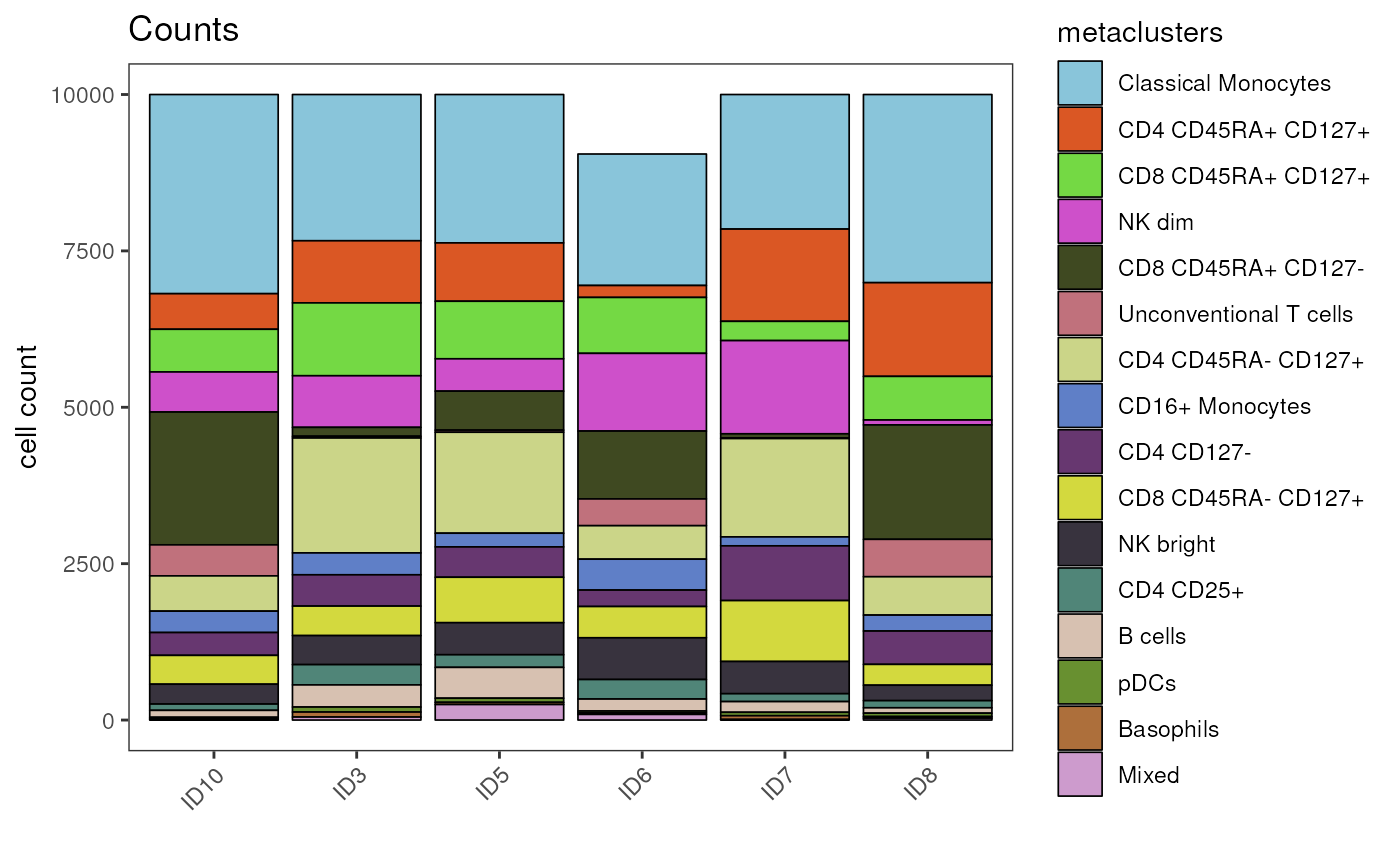 Counts
cell count
10000
7500
5000
2500
0
ID10
ID3
ID5
ID6
ID7
ID8
metaclusters
Classical Monocytes
CD4 CD45RA+ CD127+
CD8 CD45RA+ CD127+
NK dim
CD8 CD45RA+ CD127-
Unconventional T cells
CD4 CD45RA- CD127+
CD16+ Monocytes
CD4 CD127-
CD8 CD45RA- CD127+
NK bright
CD4 CD25+
B cells
pDCs
Basophils
Mixed